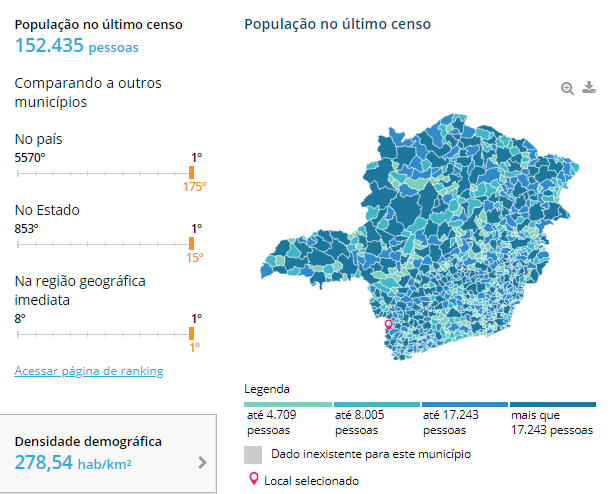 População no último censo
152.435 pessoas
Comparando a outros
municípios
No país
5570º 1º
175º
No Estado
853º 1º
15º
Na região geográfica
imediata
8º 1º
1º
Acessar página de ranking
Densidade demográfica
278,54 hab/km²
População no último censo
Legenda
até 4.709
pessoas
até 8.005
pessoas
até 17.243
pessoas
mais que
17.243 pessoas
Dado inexistente para este município
Local selecionado